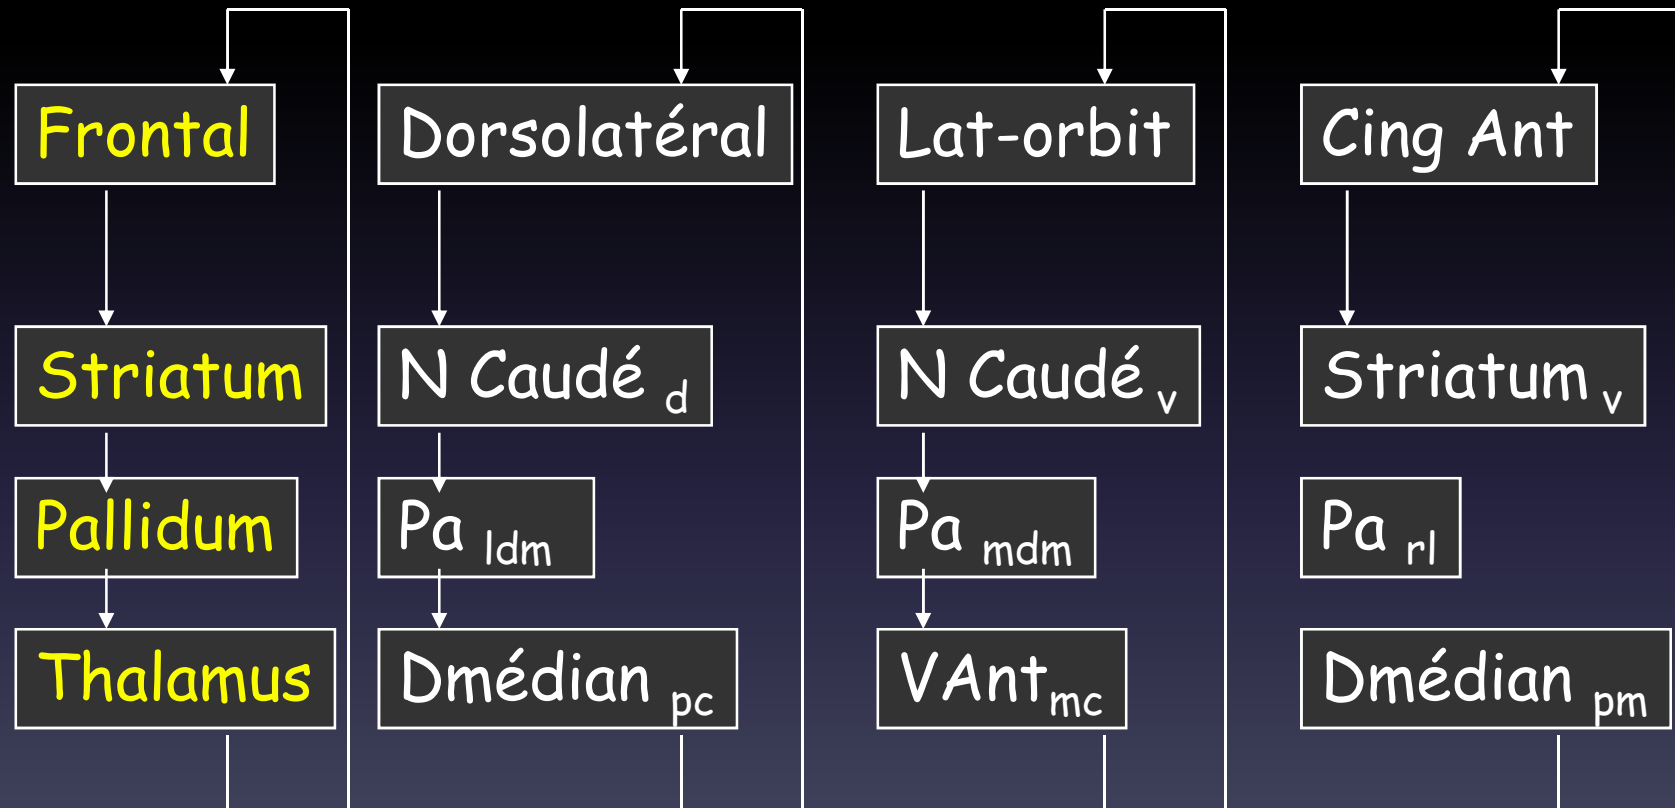 Frontal
Dorsolatéral
Lat-orbit
Cing Ant
Striatum
N Caudé d
N Caudé v
Striatum v
Pallidum
Pa ldm
Pa mdm
Pa rl
Thalamus
Dmédian pc
VAnt mc
Dmédian pm